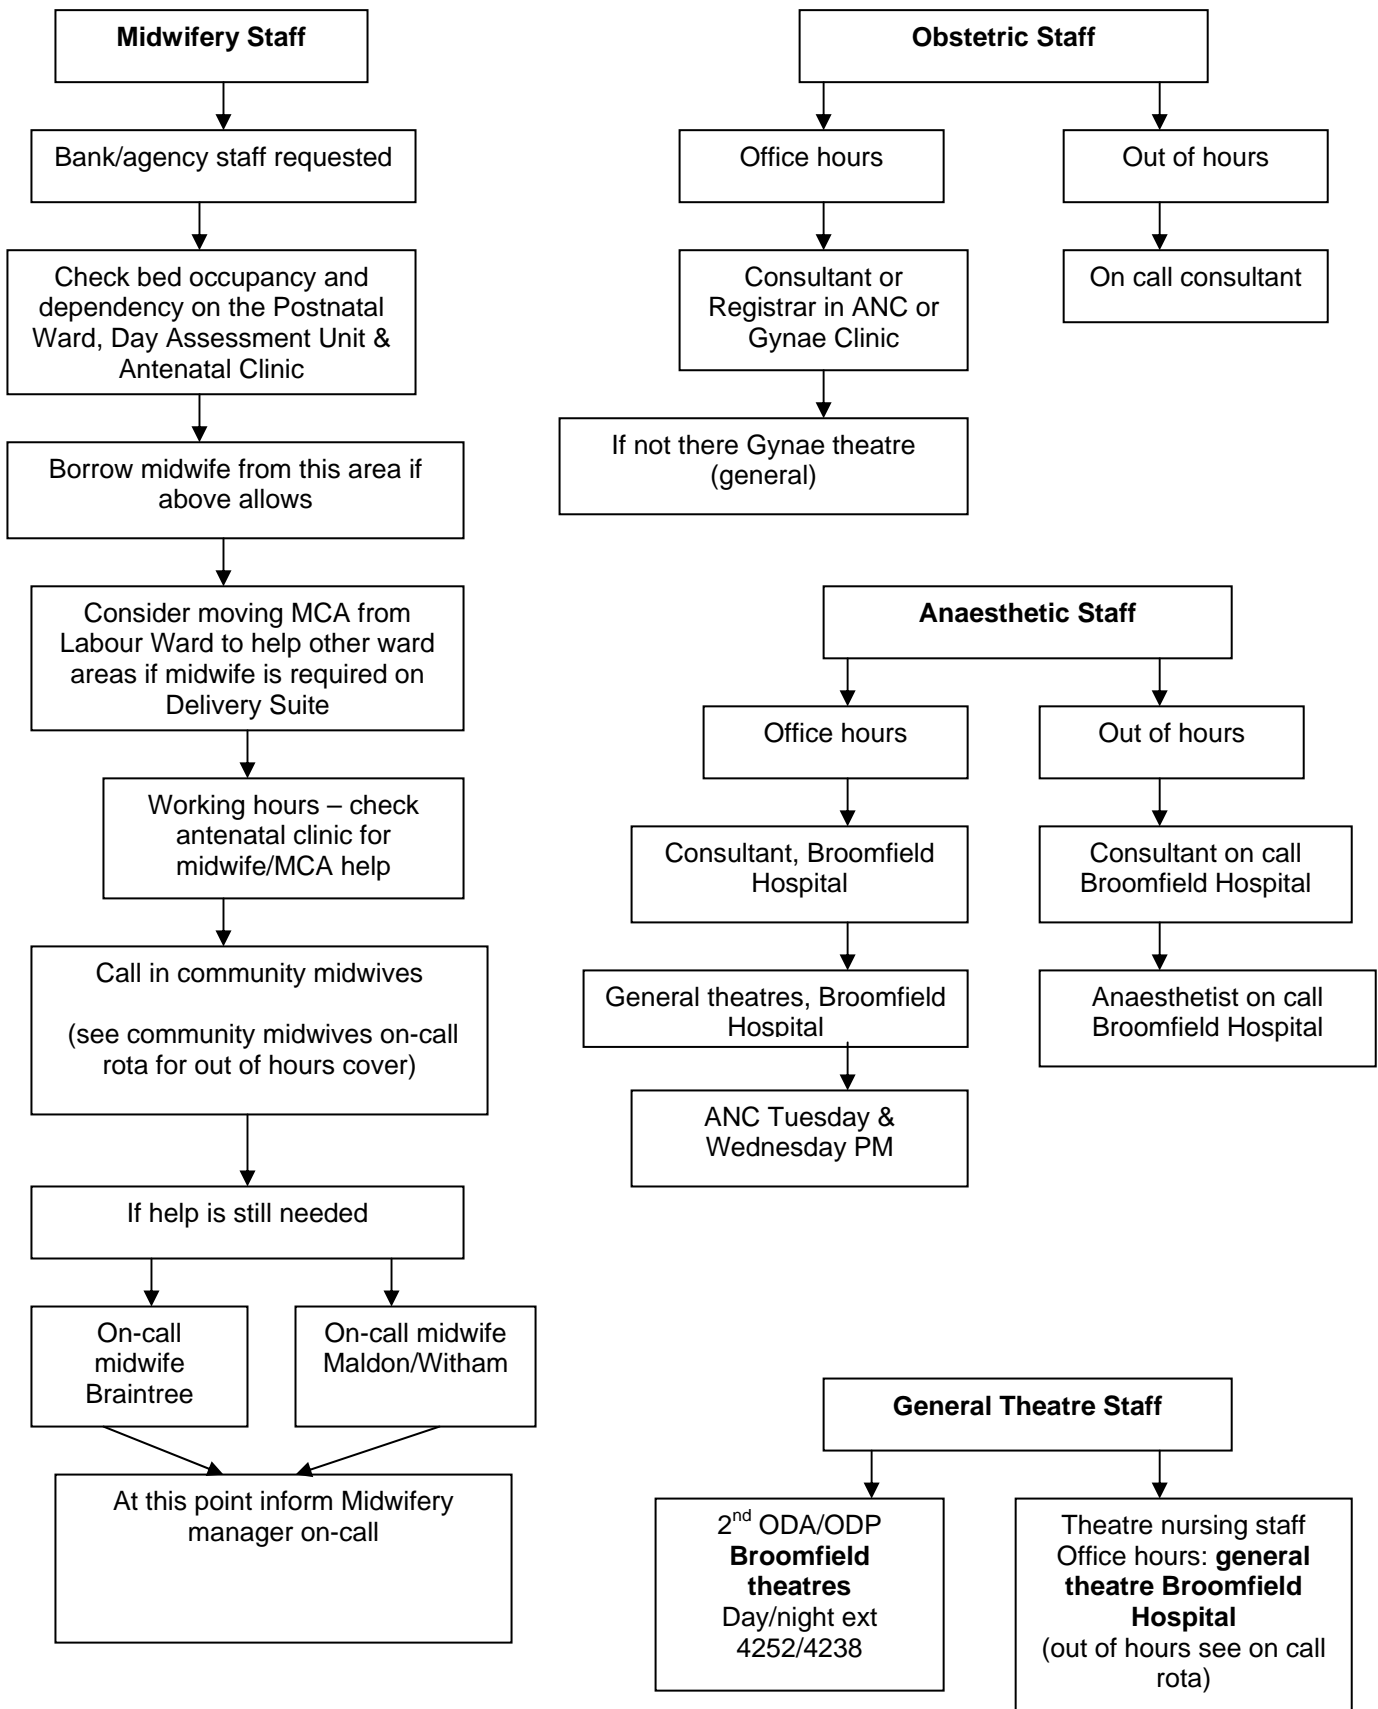 Midwifery Staff
Bank/agency staff requested
Check bed occupancy and
dependency on the Postnatal
Ward, Day Assessment Unit &
Antenatal Clinic
Borrow midwife from this area if
above allows
Consider moving MCA from
Labour Ward to help other ward
areas if midwife is required on
Delivery Suite
Working hours – check
antenatal clinic for
midwife/MCA help
Call in community midwives
(see community midwives on-call
rota for out of hours cover)
If help is still needed
On-call
midwife
Braintree
On-call midwife
Maldon/Witham
At this point inform Midwifery
manager on-call
Obstetric Staff
Office hours
Consultant or
Registrar in ANC or
Gynae Clinic
If not there Gynae theatre
(general)
Out of hours
On call consultant
Anaesthetic Staff
Office hours
Consultant, Broomfield
Hospital
General theatres, Broomfield
Hospital
ANC Tuesday &
Wednesday PM
Out of hours
Consultant on call
Broomfield Hospital
Anaesthetist on call
Broomfield Hospital
General Theatre Staff
2nd ODA/ODP
Broomfield
theatres
Day/night ext
4252/4238
Theatre nursing staff
Office hours: general
theatre Broomfield
Hospital
(out of hours see on call
rota)